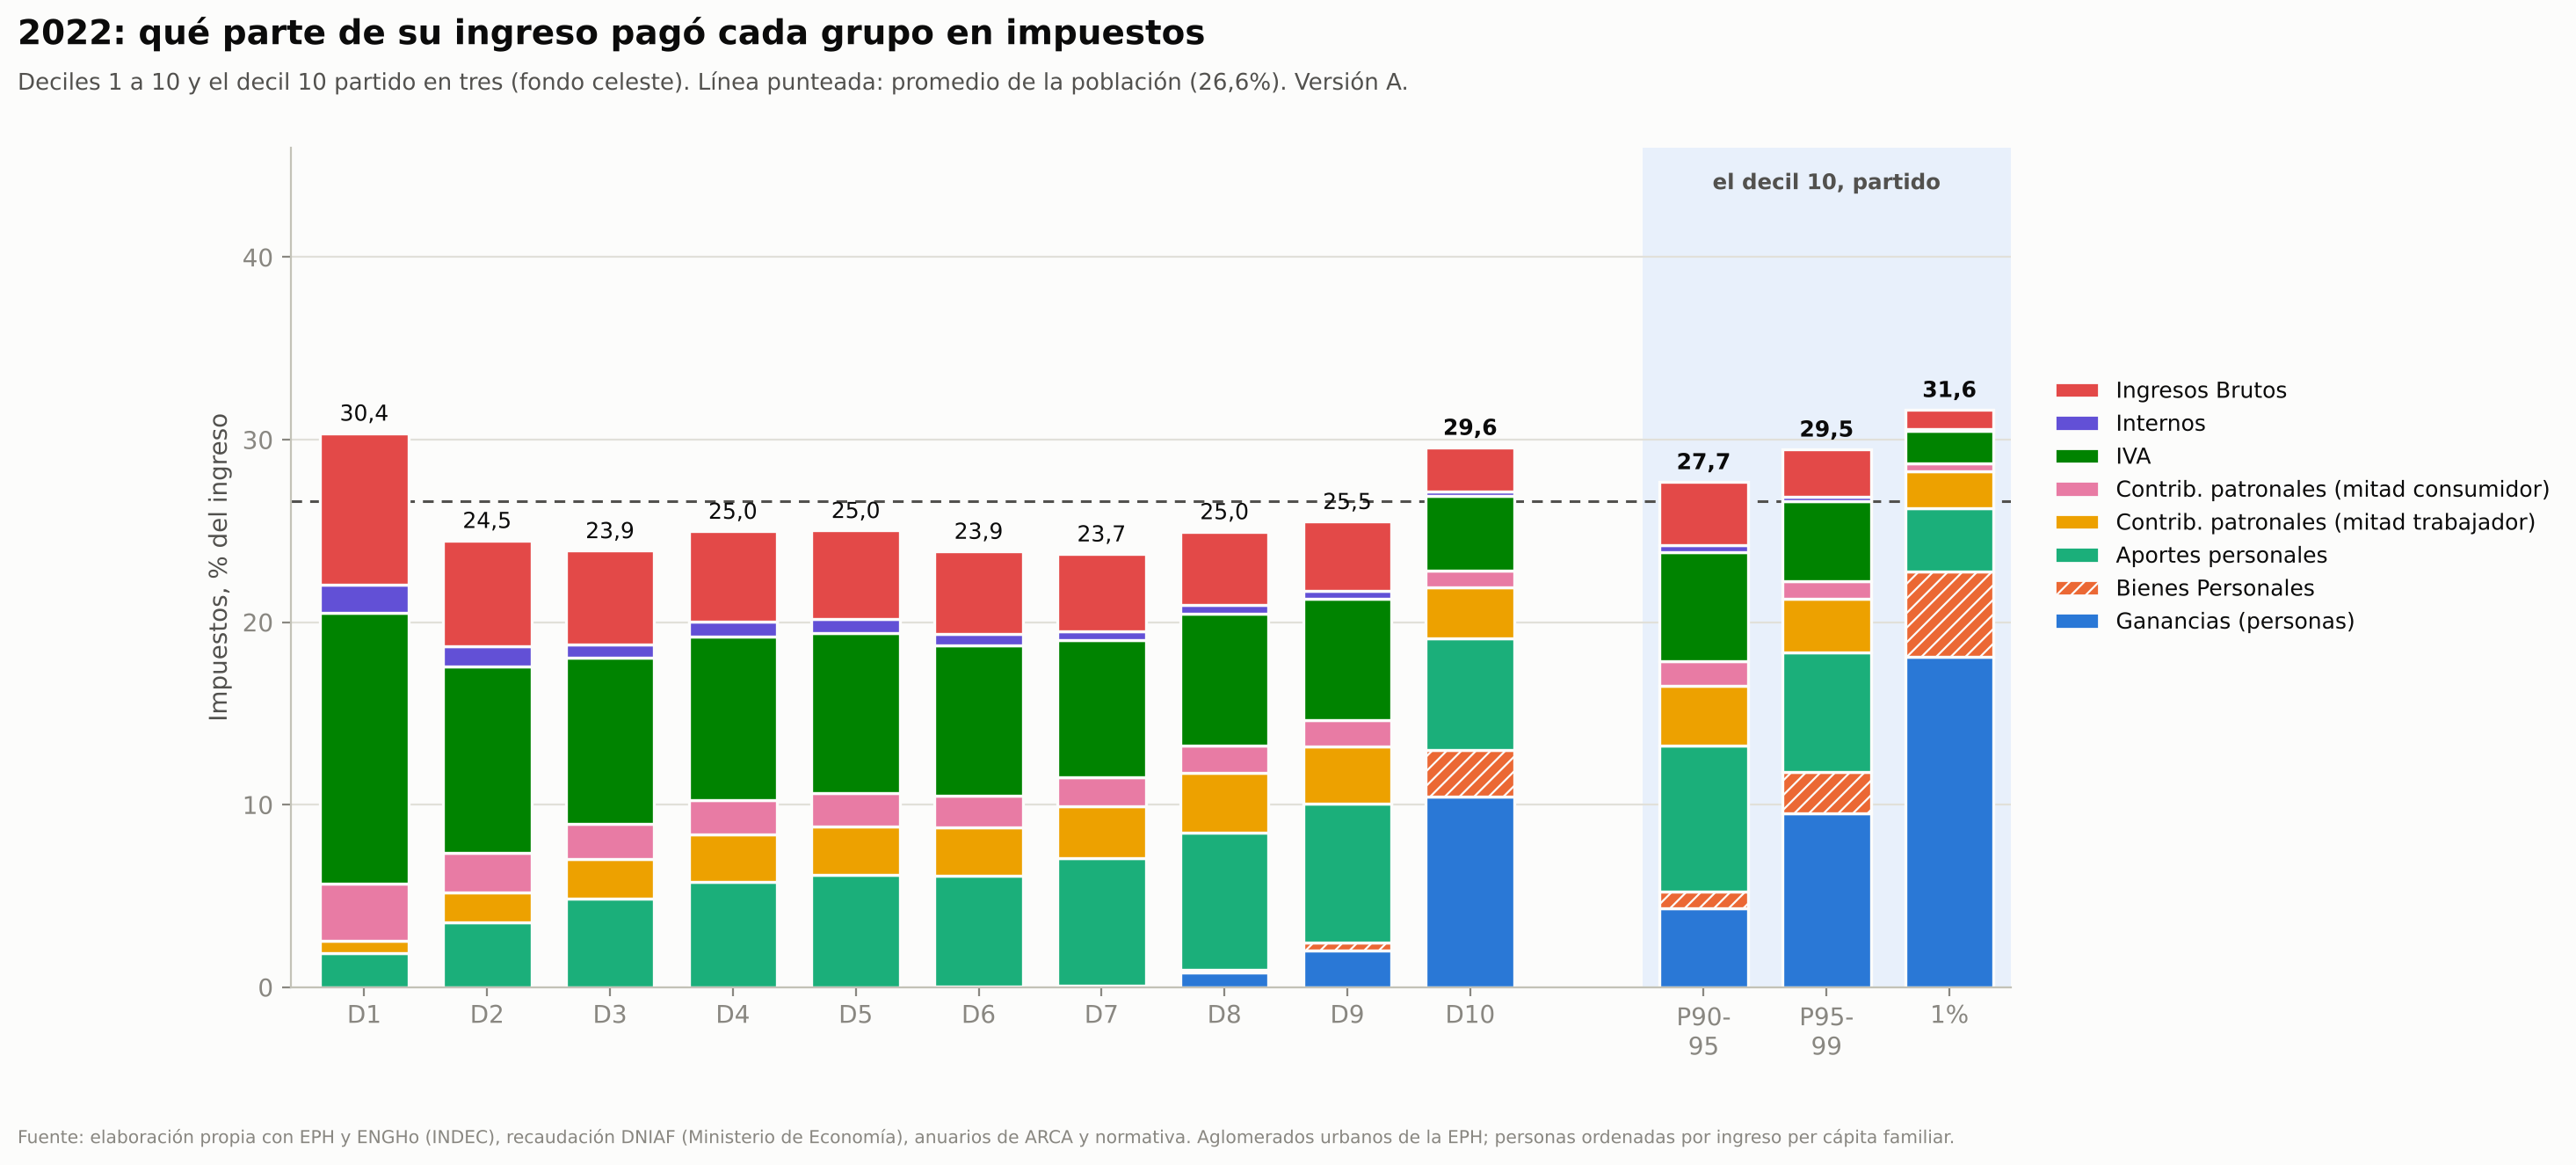 2022: qué parte de su ingreso pagó cada grupo en impuestos
Deciles 1 a 10 y el decil 10 partido en tres (fondo celeste). Línea punteada: promedio de la población (26,6%). Versión A.
el decil 10, partido
Impuestos, % del ingreso
40
30
20
10
0
30,4
24,5
23,9
25,0
25,0
23,9
23,7
25,0
25,5
29,6
27,7
29,5
31,6
D1
D2
D3
D4
D5
D6
D7
D8
D9
D10
P90-
95
P95-
99
1%
Ingresos Brutos
Internos
IVA
Contrib. patronales (mitad consumidor)
Contrib. patronales (mitad trabajador)
Aportes personales
Bienes Personales
Ganancias (personas)
Fuente: elaboración propia con EPH y ENGHo (INDEC), recaudación DNIAF (Ministerio de Economía), anuarios de ARCA y normativa. Aglomerados urbanos de la EPH; personas ordenadas por ingreso per cápita familiar.